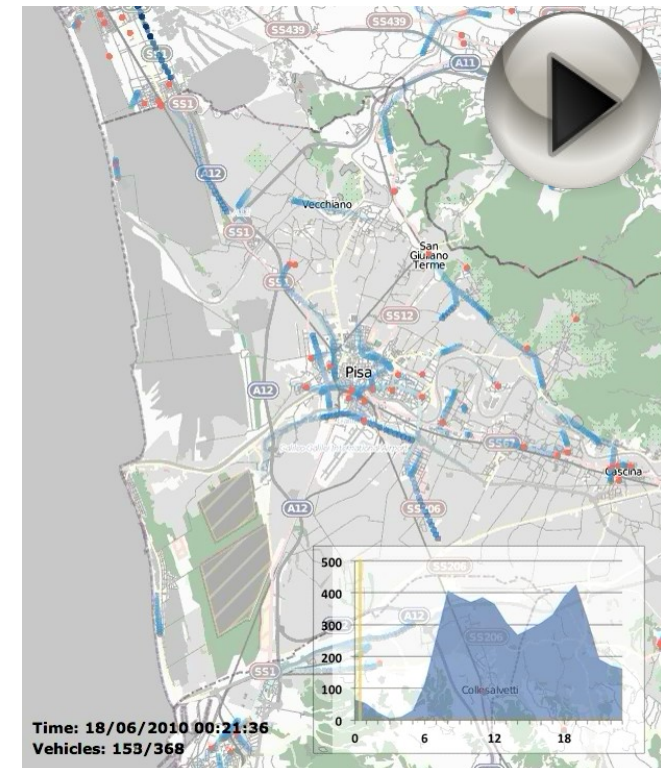 SS439
SS439
SS1
A11
SS1
A12
Vecchiano
SS1
San
Giuliano
Terme
SS1
SS12
Pisa
A12
SS67
Cascina
A12
SS206
500
SS206
400
A12
300
SS206
200
SS1
100
Collesalvetti
0
0 6 12 18
Time: 18/06/2010 00:21:36
Vehicles: 153/368